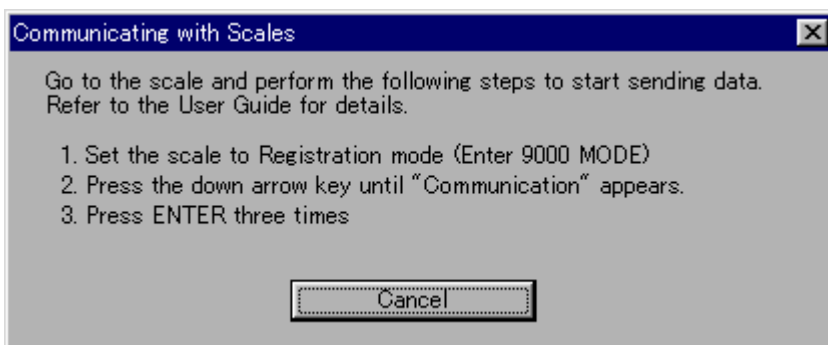 Communicating with Scales
Go to the scale and perform the following steps to start sending data.
Refer to the User Guide for details.
1. Set the scale to Registration mode (Enter 9000 MODE)
2. Press the down arrow key until "Communication" appears.
3. Press ENTER three times
Cancel